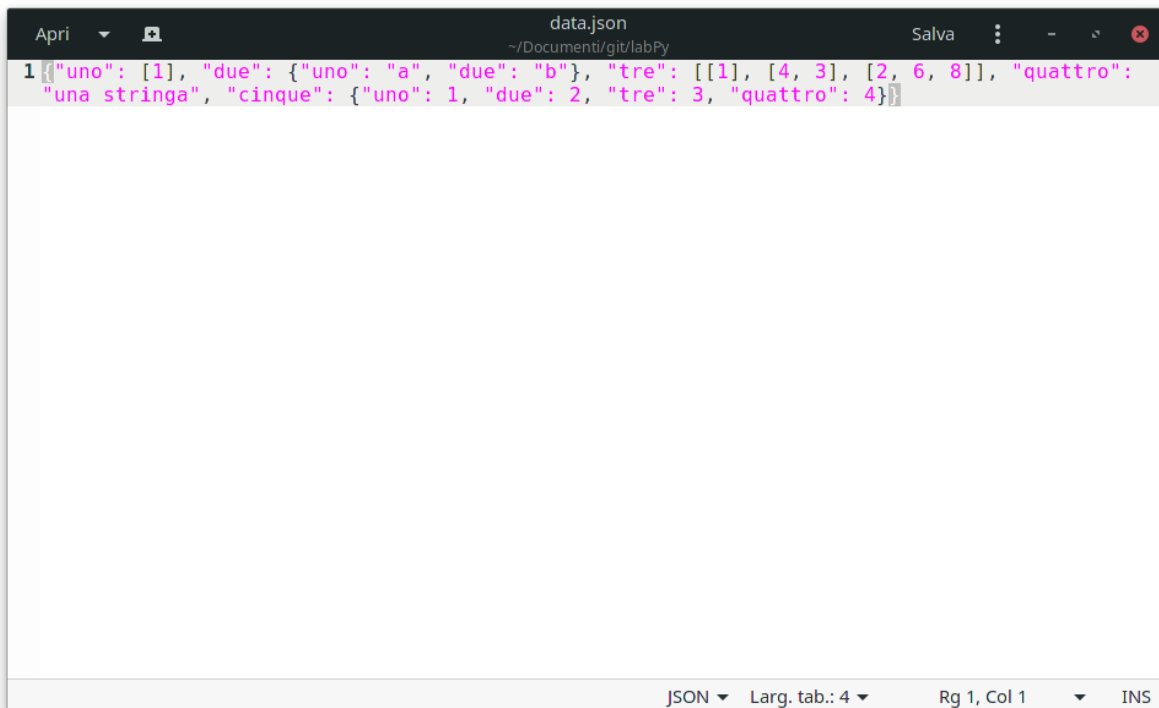 Apri
data.json
~/Documenti/git/labPy
Salva
1 {"uno": [1], "due": {"uno": "a", "due": "b"}, "tre": [[1], [4, 3], [2, 6, 8]], "quattro":
"una stringa", "cinque": {"uno": 1, "due": 2, "tre": 3, "quattro": 4}}
JSON Larg. tab.: 4 Rg 1, Col 1 INS